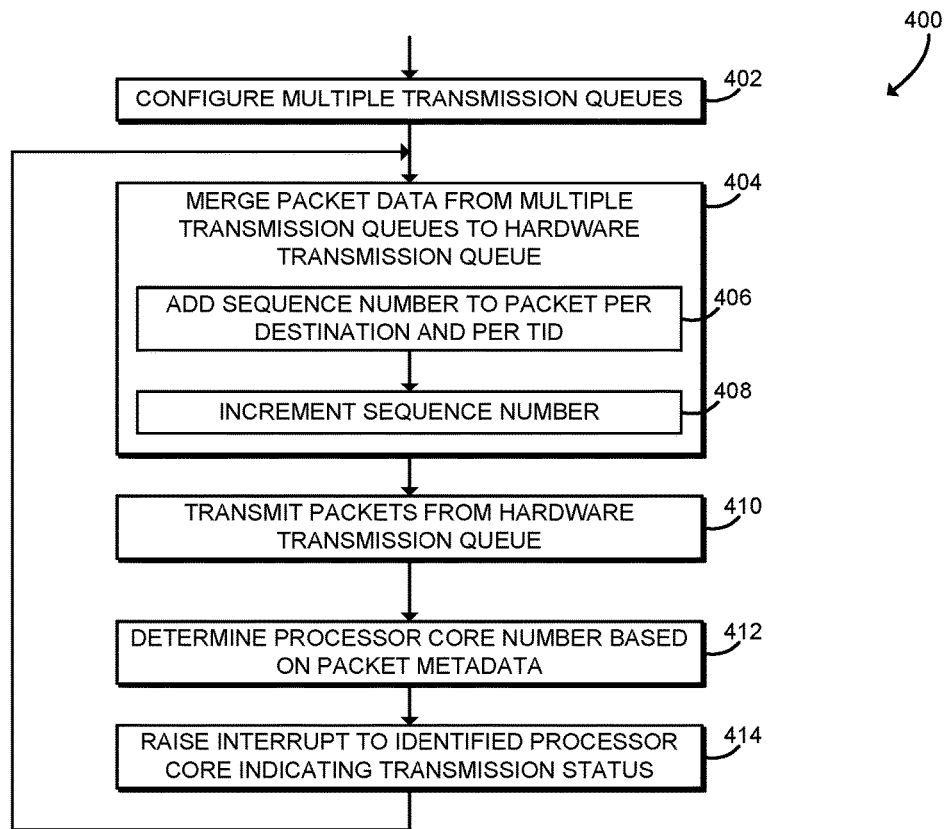 400
402
CONFIGURE MULTIPLE TRANSMISSION QUEUES
404
MERGE PACKET DATA FROM MULTIPLE
TRANSMISSION QUEUES TO HARDWARE
TRANSMISSION QUEUE
406
ADD SEQUENCE NUMBER TO PACKET PER
DESTINATION AND PER TID
408
INCREMENT SEQUENCE NUMBER
410
TRANSMIT PACKETS FROM HARDWARE
TRANSMISSION QUEUE
412
DETERMINE PROCESSOR CORE NUMBER BASED
ON PACKET METADATA
414
RAISE INTERRUPT TO IDENTIFIED PROCESSOR
CORE INDICATING TRANSMISSION STATUS